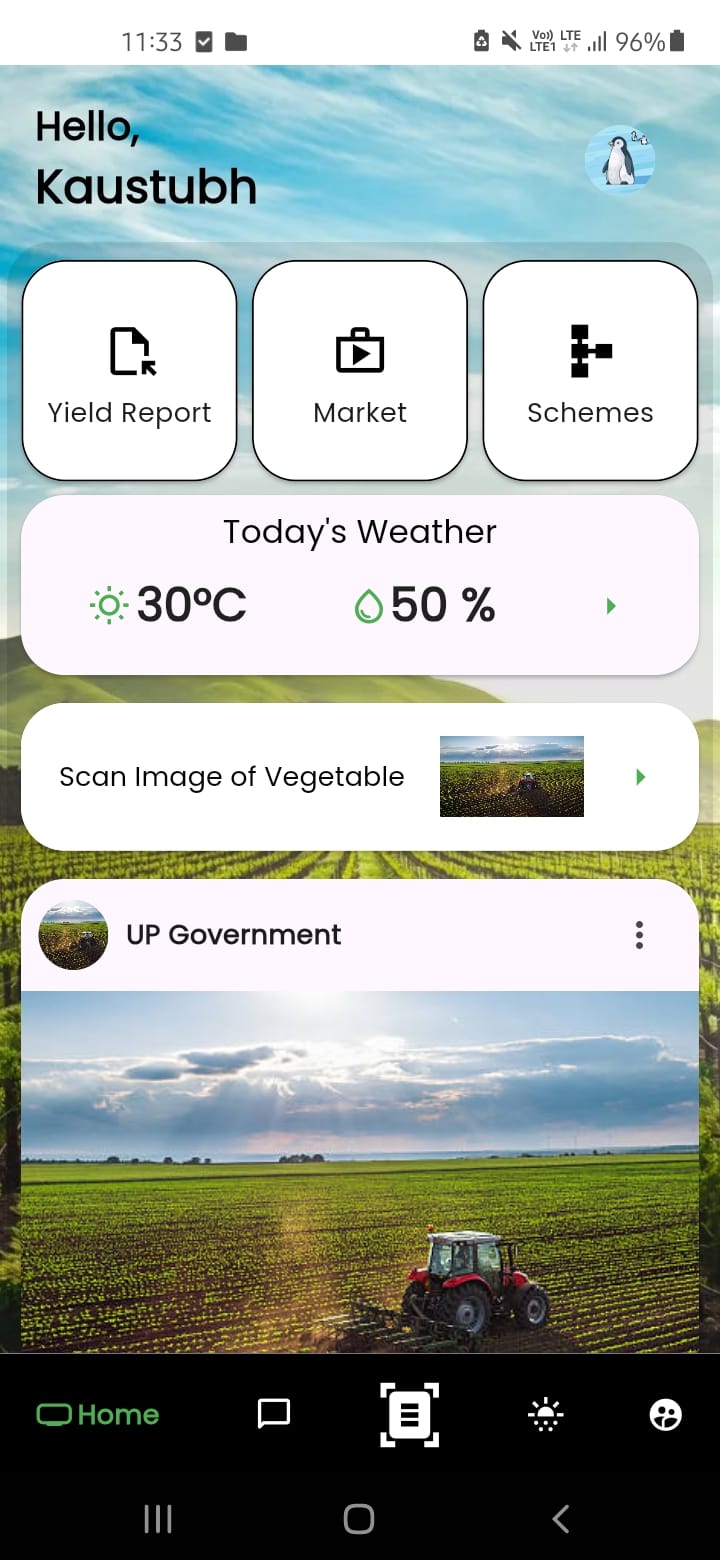 11:33
Vo)) LTE
LTE1
96%
Hello,
Kaustubh
Yield Report
Market
Schemes
Today's Weather
30°C
50 %
Scan Image of Vegetable
UP Government
Home